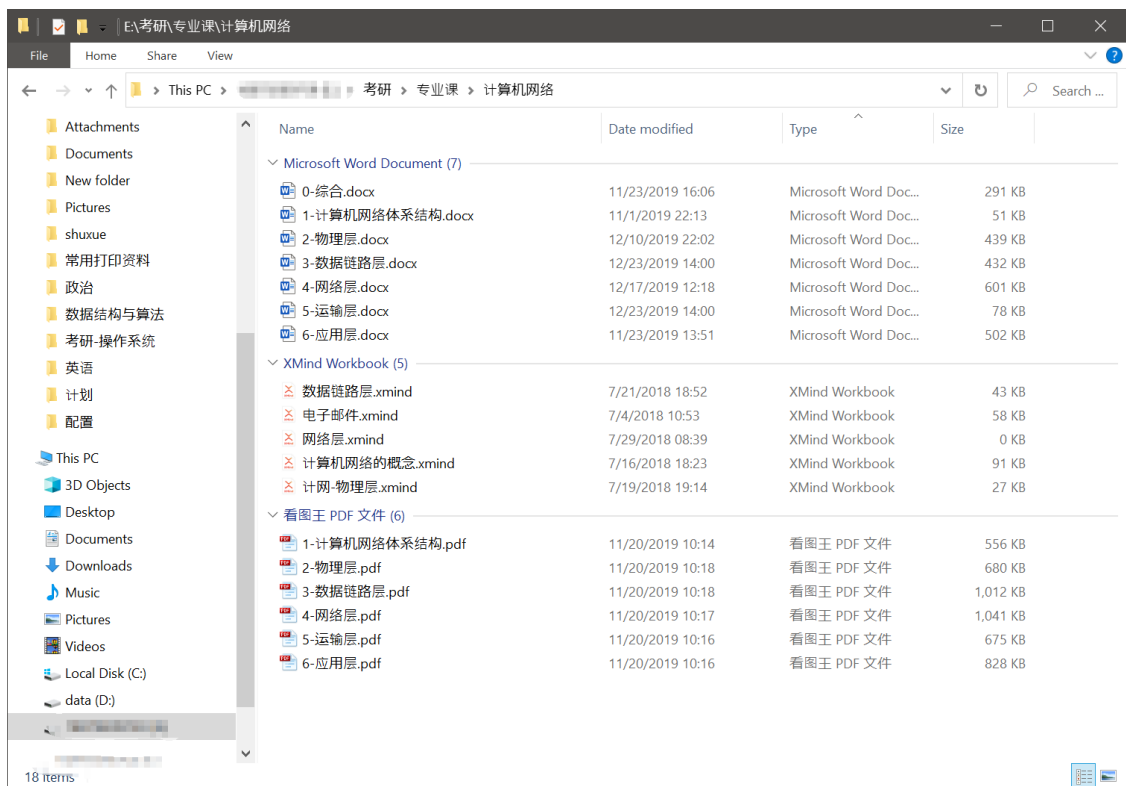 E:\考研\专业课\计算机网络
File Home Share View
This PC 考研 专业课 计算机网络 Search ...
Attachments
Documents
New folder
Pictures
shuxue
常用打印资料
政治
数据结构与算法
考研-操作系统
英语
计划
配置
This PC
3D Objects
Desktop
Documents
Downloads
Music
Pictures
Videos
Local Disk (C:)
data (D:)
Name Date modified Type Size
Microsoft Word Document (7)
0-综合.docx 11/23/2019 16:06 Microsoft Word Doc... 291 KB
1-计算机网络体系结构.docx 11/1/2019 22:13 Microsoft Word Doc... 51 KB
2-物理层.docx 12/10/2019 22:02 Microsoft Word Doc... 439 KB
3-数据链路层.docx 12/23/2019 14:00 Microsoft Word Doc... 432 KB
4-网络层.docx 12/17/2019 12:18 Microsoft Word Doc... 601 KB
5-运输层.docx 12/23/2019 14:00 Microsoft Word Doc... 78 KB
6-应用层.docx 11/23/2019 13:51 Microsoft Word Doc... 502 KB
XMind Workbook (5)
数据链路层.xmind 7/21/2018 18:52 XMind Workbook 43 KB
电子邮件.xmind 7/4/2018 10:53 XMind Workbook 58 KB
网络层.xmind 7/29/2018 08:39 XMind Workbook 0 KB
计算机网络的概念.xmind 7/16/2018 18:23 XMind Workbook 91 KB
计网-物理层.xmind 7/19/2018 19:14 XMind Workbook 27 KB
看图王 PDF 文件 (6)
1-计算机网络体系结构.pdf 11/20/2019 10:14 看图王 PDF 文件 556 KB
2-物理层.pdf 11/20/2019 10:18 看图王 PDF 文件 680 KB
3-数据链路层.pdf 11/20/2019 10:18 看图王 PDF 文件 1,012 KB
4-网络层.pdf 11/20/2019 10:17 看图王 PDF 文件 1,041 KB
5-运输层.pdf 11/20/2019 10:16 看图王 PDF 文件 675 KB
6-应用层.pdf 11/20/2019 10:16 看图王 PDF 文件 828 KB
18 items